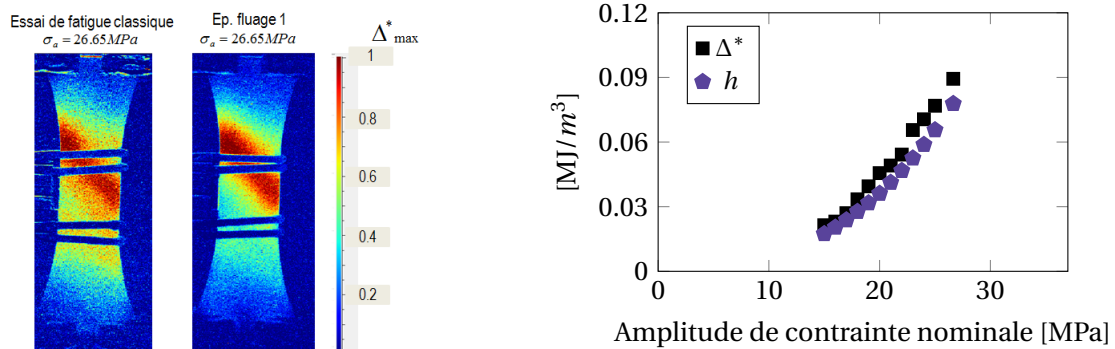 Essai de fatigue classique
σa = 26.65MPa
Ep. fluage 1
σa = 26.65MPa
Δ*max
1
0.8
0.6
0.4
0.2
0.12
0.09
0.06
0.03
0
[MJ/m³]
Δ*
h
0 10 20 30
Amplitude de contrainte nominale [MPa]